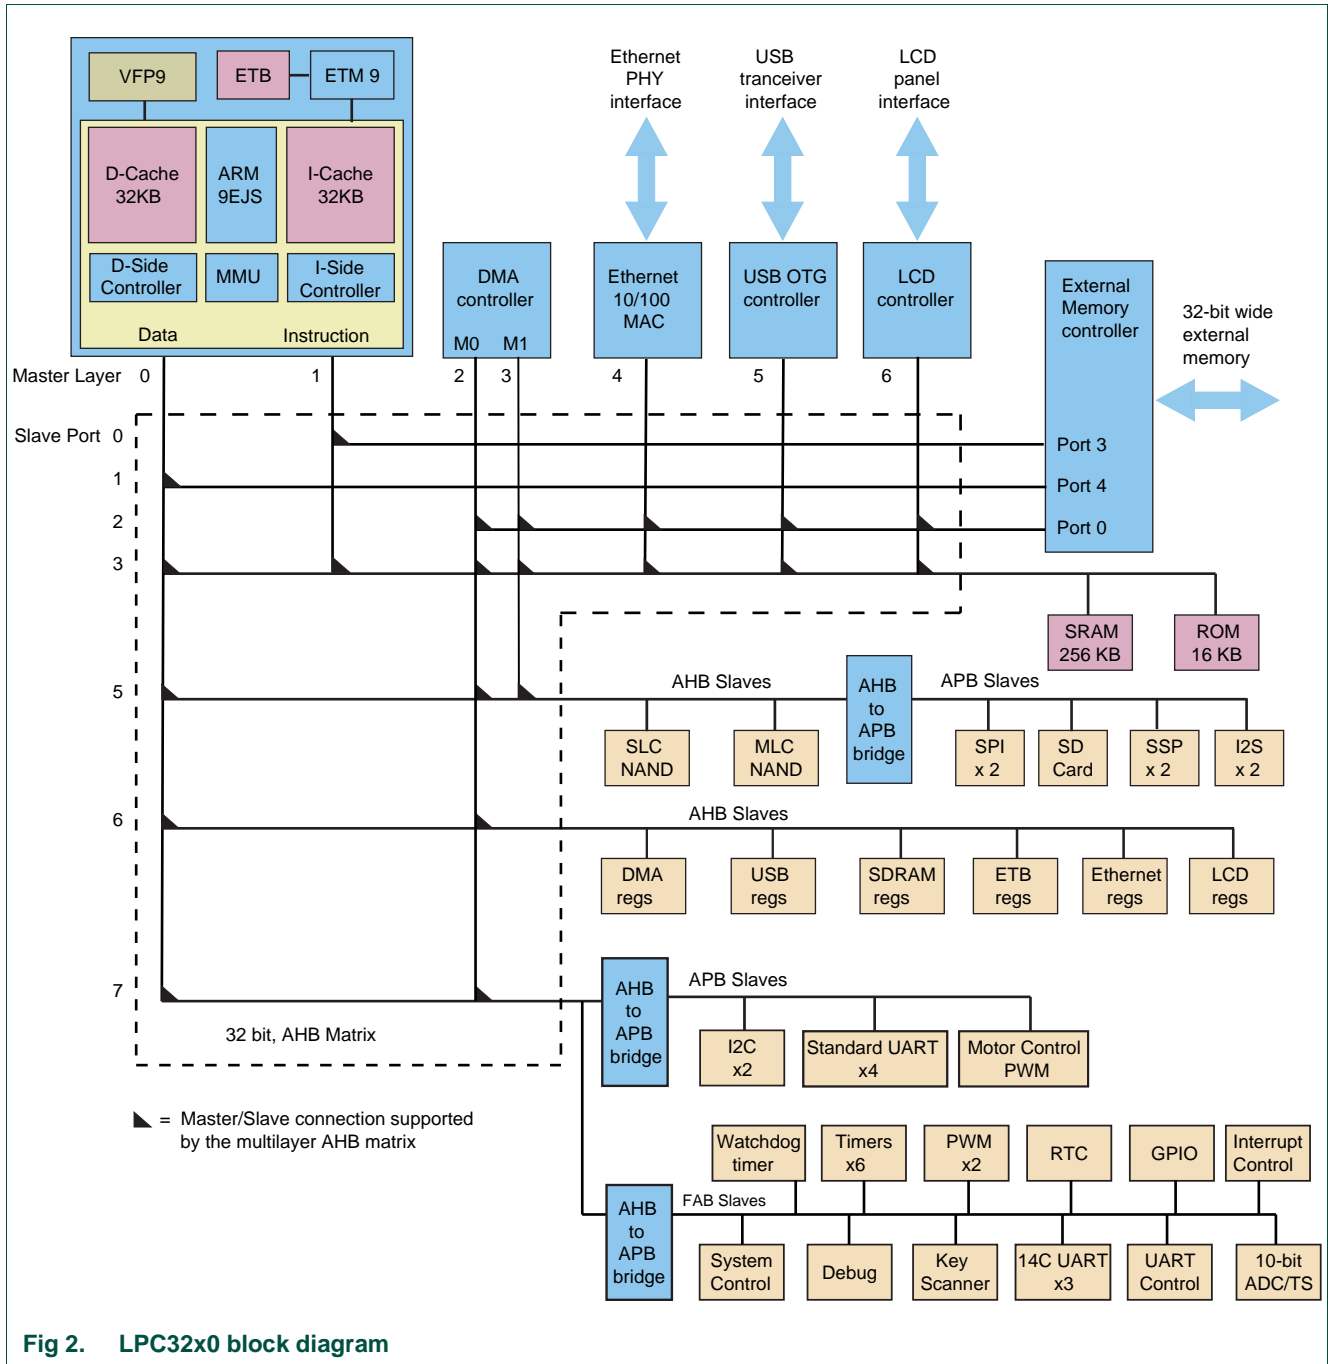 VFP9
ETB
ETM 9
D-Cache
32KB
ARM
9EJS
I-Cache
32KB
D-Side
Controller
MMU
I-Side
Controller
Data
Instruction
Ethernet
PHY
interface
USB
tranceiver
interface
LCD
panel
interface
DMA
controller
M0
M1
Ethernet
10/100
MAC
USB OTG
controller
LCD
controller
External
Memory
controller
32-bit wide
external
memory
Master Layer 0 1 2 3 4 5 6
Slave Port 0
Port 3
1
Port 4
2
Port 0
3
SRAM
256 KB
ROM
16 KB
5
AHB Slaves
AHB
to
APB
bridge
APB Slaves
SLC
NAND
MLC
NAND
SPI
x 2
SD
Card
SSP
x 2
I2S
x 2
6
AHB Slaves
DMA
regs
USB
regs
SDRAM
regs
ETB
regs
Ethernet
regs
LCD
regs
7
AHB
to
APB
bridge
APB Slaves
I2C
x2
Standard UART
x4
Motor Control
PWM
32 bit, AHB Matrix
= Master/Slave connection supported
by the multilayer AHB matrix
Watchdog
timer
Timers
x6
PWM
x2
RTC
GPIO
Interrupt
Control
AHB
to
APB
bridge
FAB Slaves
System
Control
Debug
Key
Scanner
14C UART
x3
UART
Control
10-bit
ADC/TS
Fig 2. LPC32x0 block diagram